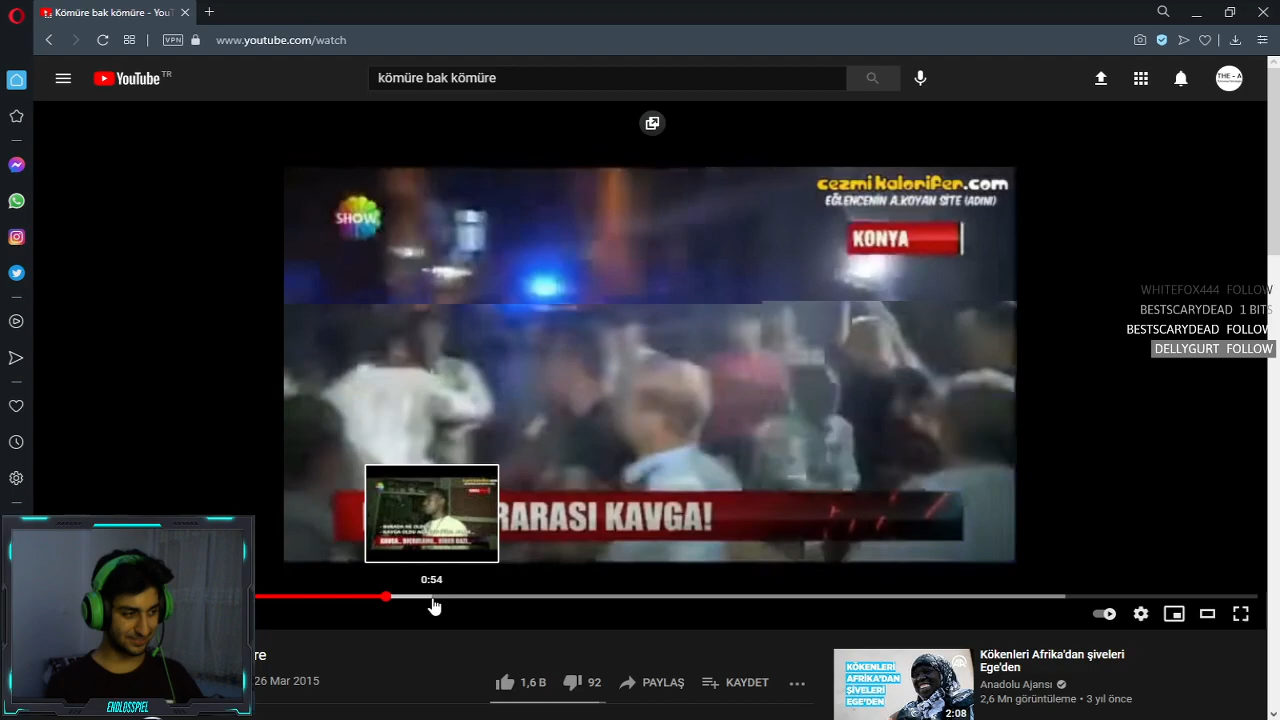 Kömüre bak kömüre - YouT
VPN
www.youtube.com/watch
YouTube TR
kömüre bak kömüre
THE - A
cezmikalorifer.com
EĞLENCENİN A.KOYAN SİTE (ADINI)
SHOW
KONYA
WHITEFOX444 FOLLOW
BESTSCARYDEAD 1 BITS
BESTSCARYDEAD FOLLOW
DELLYGURT FOLLOW
RARASI KAVGA!
0:54
re
26 Mar 2015
1,6 B
92
PAYLAŞ
KAYDET
KÖKENLERİ
AFRİKA'DAN
ŞİVELERİ
EGE'DEN
2:08
Kökenleri Afrika'dan şiveleri
Ege'den
Anadolu Ajansı
2,6 Mn görüntüleme • 3 yıl önce
ENDLOSSPIEL